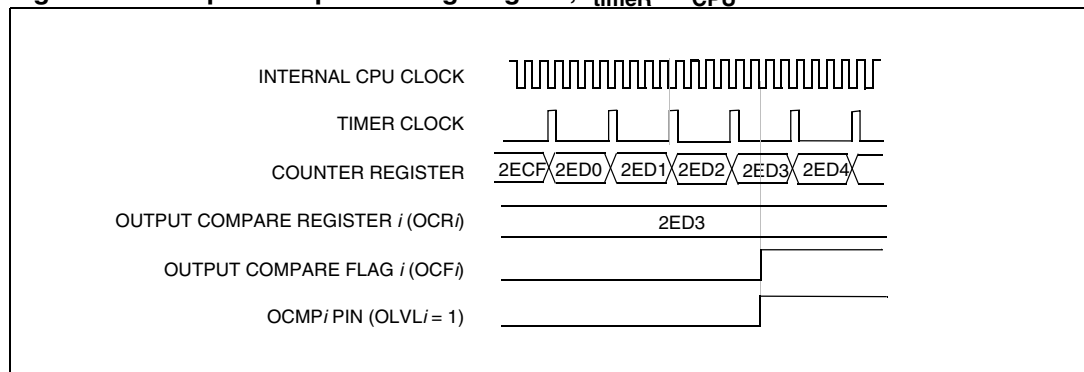 INTERNAL CPU CLOCK
TIMER CLOCK
COUNTER REGISTER 2ECF 2ED0 2ED1 2ED2 2ED3 2ED4
OUTPUT COMPARE REGISTER i (OCRi) 2ED3
OUTPUT COMPARE FLAG i (OCFi)
OCMPi PIN (OLVLi = 1)